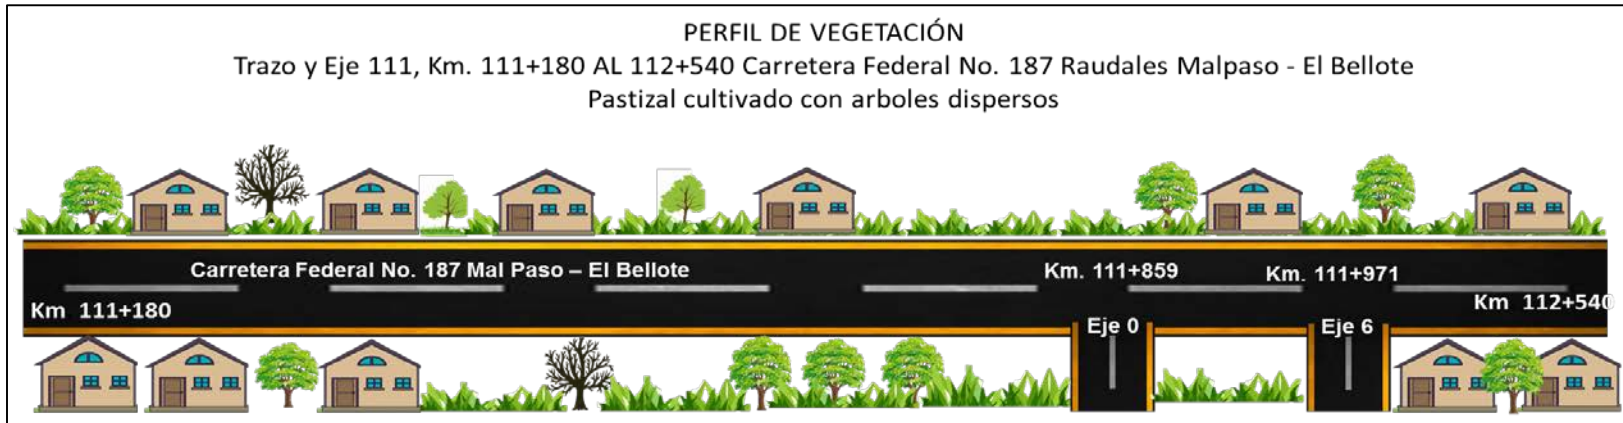 PERFIL DE VEGETACIÓN
Trazo y Eje 111, Km. 111+180 AL 112+540 Carretera Federal No. 187 Raudales Malpaso - El Bellote
Pastizal cultivado con arboles dispersos
Carretera Federal No. 187 Mal Paso – El Bellote
Km. 111+859
Km. 111+971
Km 111+180
Km 112+540
Eje 0
Eje 6